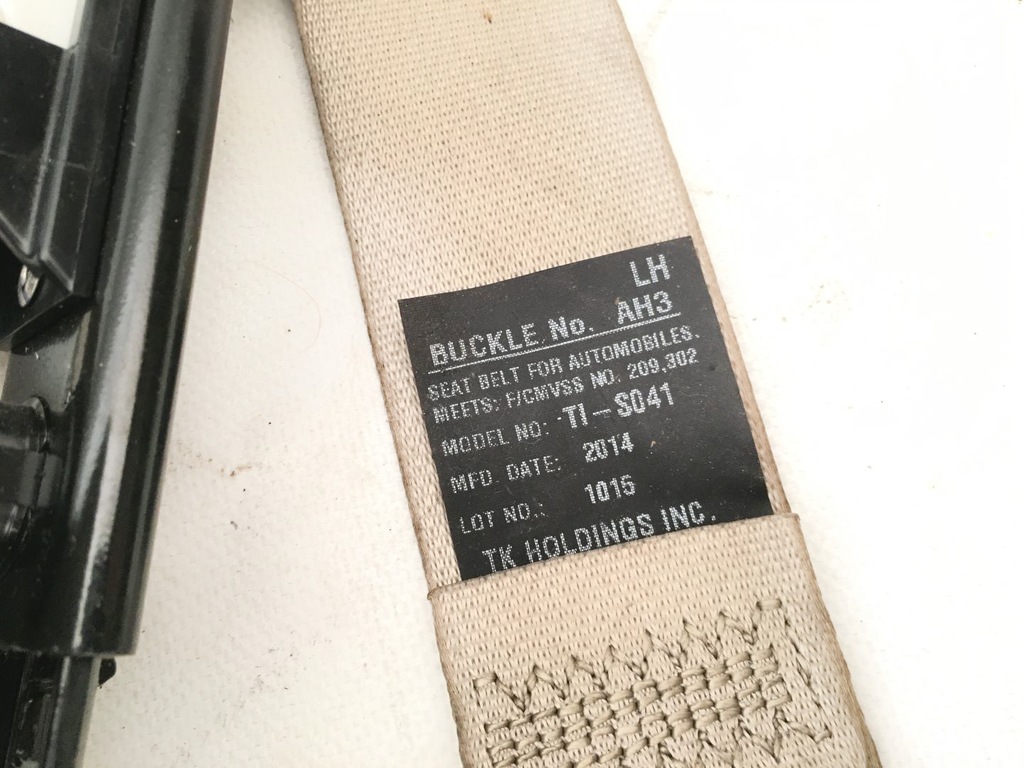 LH
BUCKLE No. AH3
SEAT BELT FOR AUTOMOBILES.
MEETS: F/CMVSS NO. 209,302
MODEL NO: TI-S041
MFD DATE: 2014
LOT NO.: 1015
TK HOLDINGS INC.